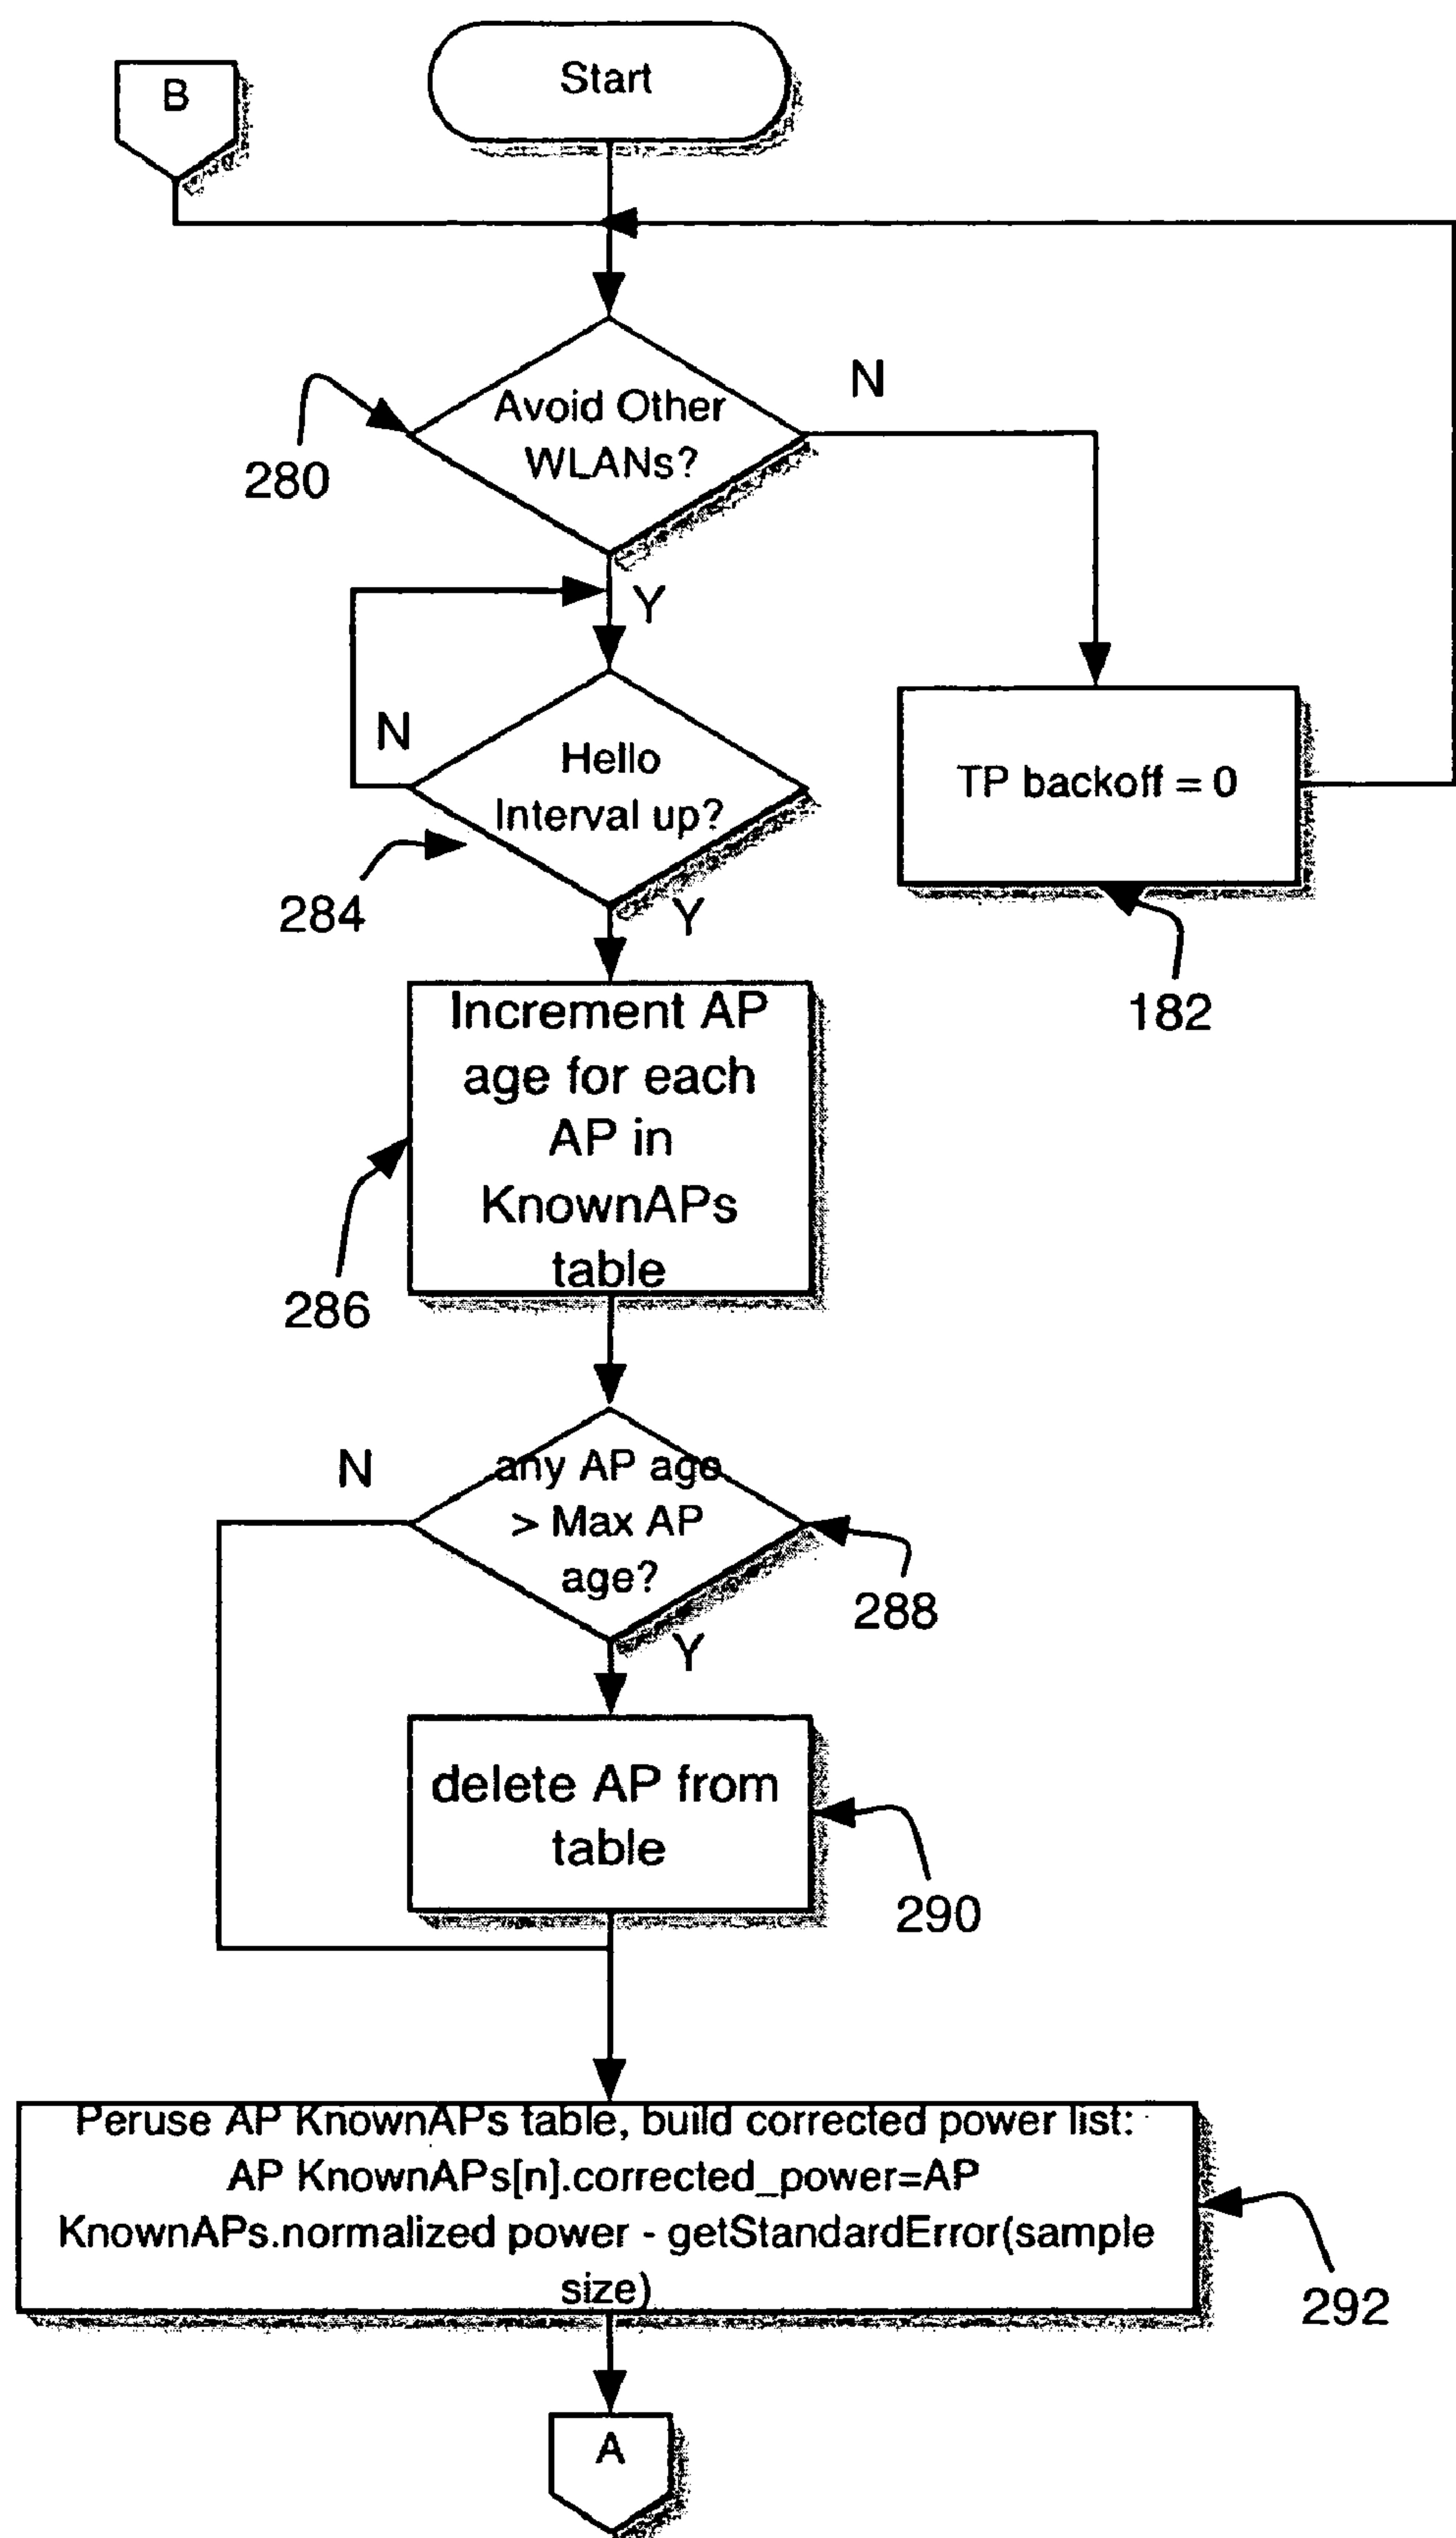 B
Start
Avoid Other
WLANs?
N
280
Y
N
Hello
Interval up?
TP backoff = 0
284
Y
182
Increment AP
age for each
AP in
KnownAPs
table
286
N
any AP age
> Max AP
age?
288
Y
delete AP from
table
290
Peruse AP KnownAPs table, build corrected power list:
AP KnownAPs[n].corrected_power=AP
KnownAPs.normalized power - getStandardError(sample
size)
292
A